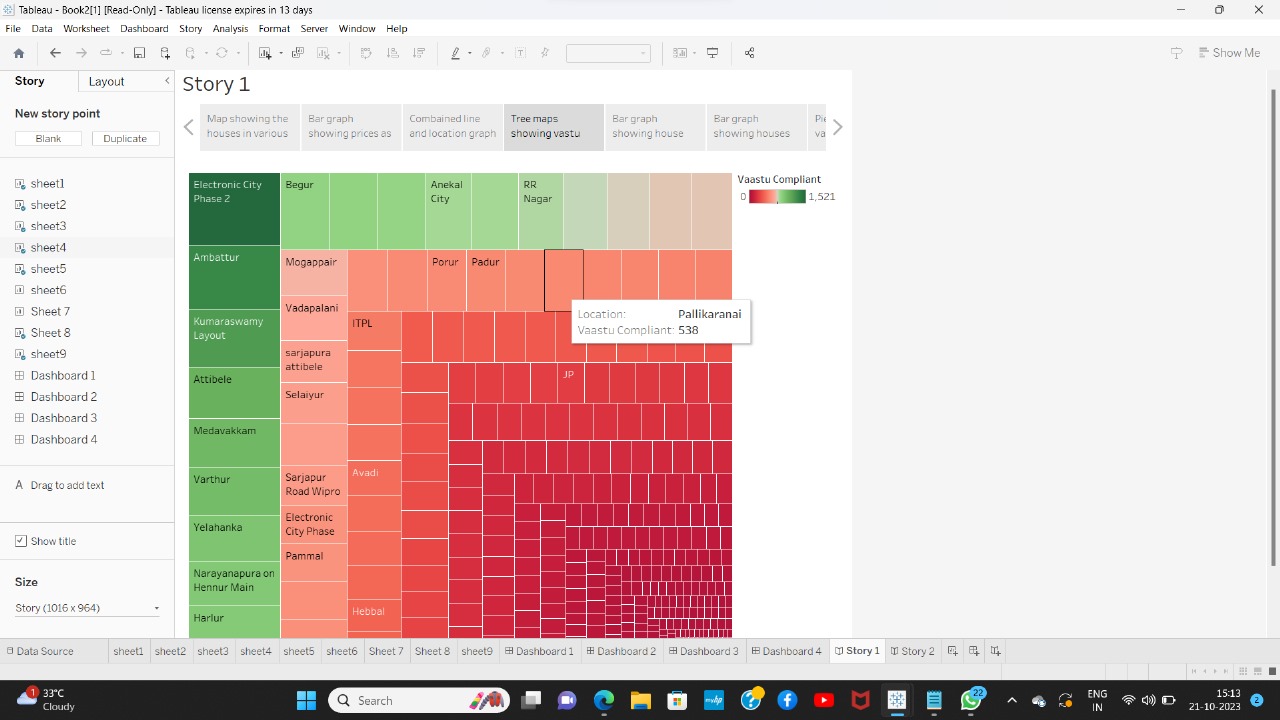 Tableau - Book2[1] [Read-Only] - Tableau license expires in 13 days
File Data Worksheet Dashboard Story Analysis Format Server Window Help
Show Me
Story Layout
New story point
Blank Duplicate
sheet1
sheet2
sheet3
sheet4
sheet5
sheet6
Sheet 7
Sheet 8
sheet9
Dashboard 1
Dashboard 2
Dashboard 3
Dashboard 4
A Drag to add text
Show title
Size
Story (1016 x 964)
Story 1
Map showing the
houses in various
Bar graph
showing prices as
Combained line
and location graph
Tree maps
showing vastu
Bar graph
showing house
Bar graph
showing houses
Pie
va
Electronic City
Phase 2
Ambattur
Kumaraswamy
Layout
Attibele
Medavakkam
Varthur
Yelahanka
Narayanapura on
Hennur Main
Harlur
Begur
Anekal
City
RR
Nagar
Mogappair
Vadapalani
sarjapura
attibele
Selaiyur
Sarjapur
Road Wipro
Electronic
City Phase
Pammal
Porur
Padur
ITPL
Avadi
Hebbal
JP
Location: Pallikaranai
Vaastu Compliant: 538
Vaastu Compliant
0 1,521
Data Source sheet1 sheet2 sheet3 sheet4 sheet5 sheet6 Sheet 7 Sheet 8 sheet9 Dashboard 1 Dashboard 2 Dashboard 3 Dashboard 4 Story 1 Story 2
1
33°C
Cloudy
Search
22
ENG
IN
15:13
21-10-2023
2